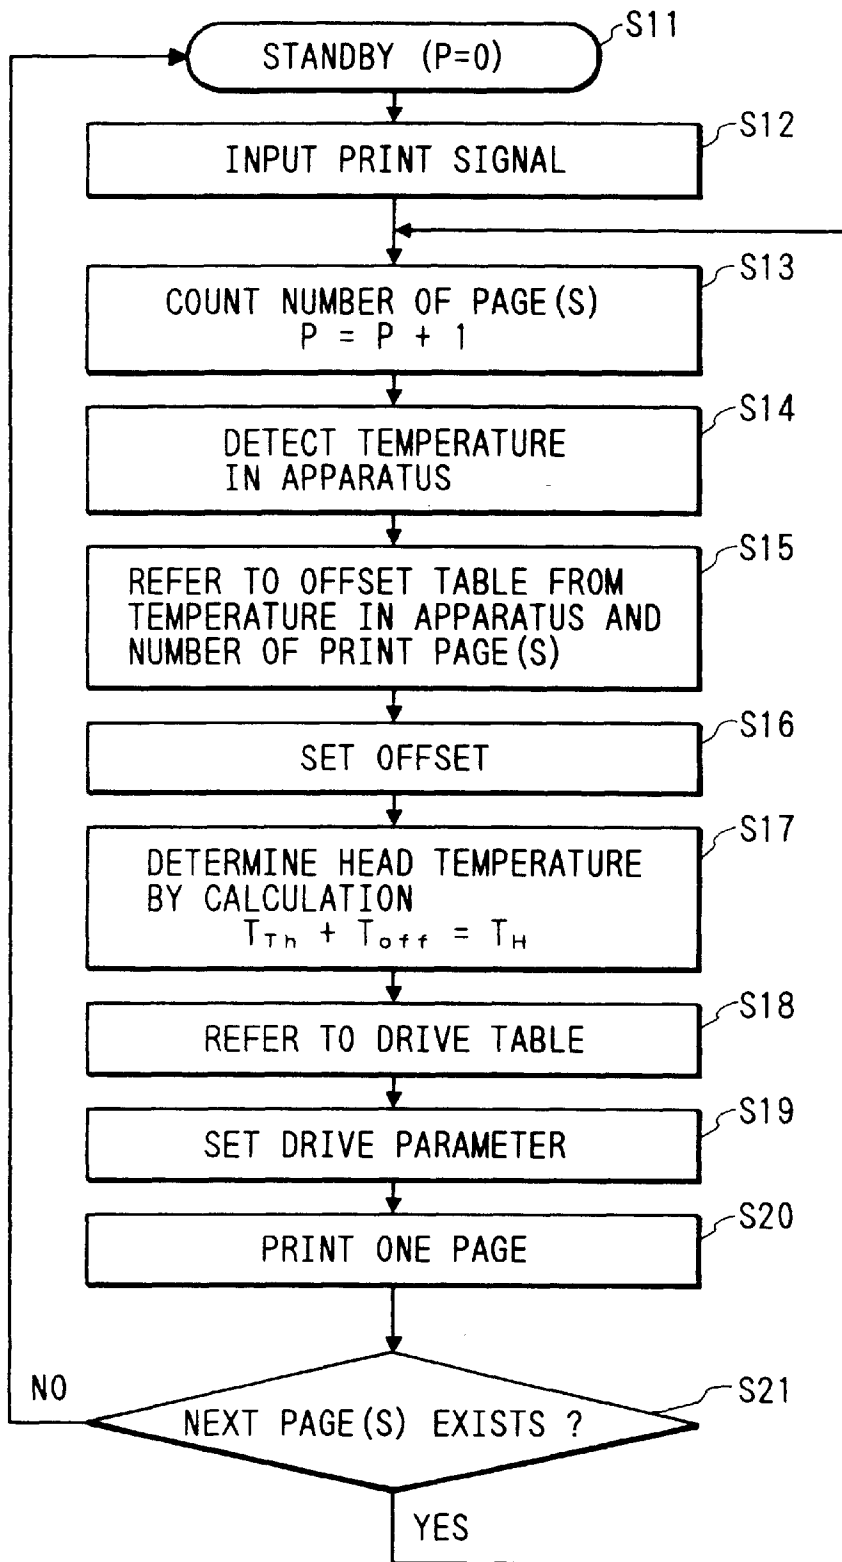 S11
STANDBY (P=0)
S12
INPUT PRINT SIGNAL
S13
COUNT NUMBER OF PAGE(S)
P = P + 1
S14
DETECT TEMPERATURE
IN APPARATUS
S15
REFER TO OFFSET TABLE FROM
TEMPERATURE IN APPARATUS AND
NUMBER OF PRINT PAGE(S)
S16
SET OFFSET
S17
DETERMINE HEAD TEMPERATURE
BY CALCULATION
T_Th + T_off = T_H
S18
REFER TO DRIVE TABLE
S19
SET DRIVE PARAMETER
S20
PRINT ONE PAGE
NO
S21
NEXT PAGE(S) EXISTS ?
YES